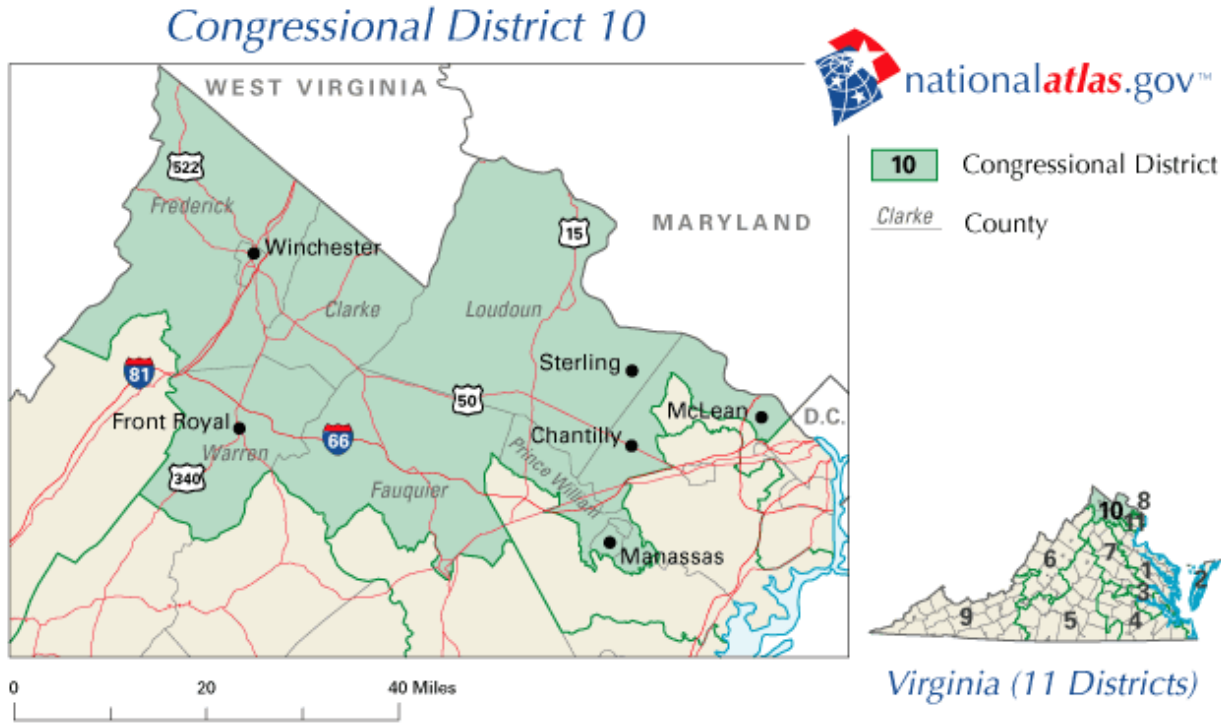 Congressional District 10
nationalatlas.gov™
WEST VIRGINIA
522
10 Congressional District
Frederick
15
MARYLAND
Clarke County
Winchester
Clarke
Loudoun
Sterling
81
50
McLean
D.C.
Front Royal
66
Chantilly
Warren
Prince William
340
Fauquier
Manassas
10
8
11
7
6
1
2
3
9
5
4
0 20 40 Miles
Virginia (11 Districts)